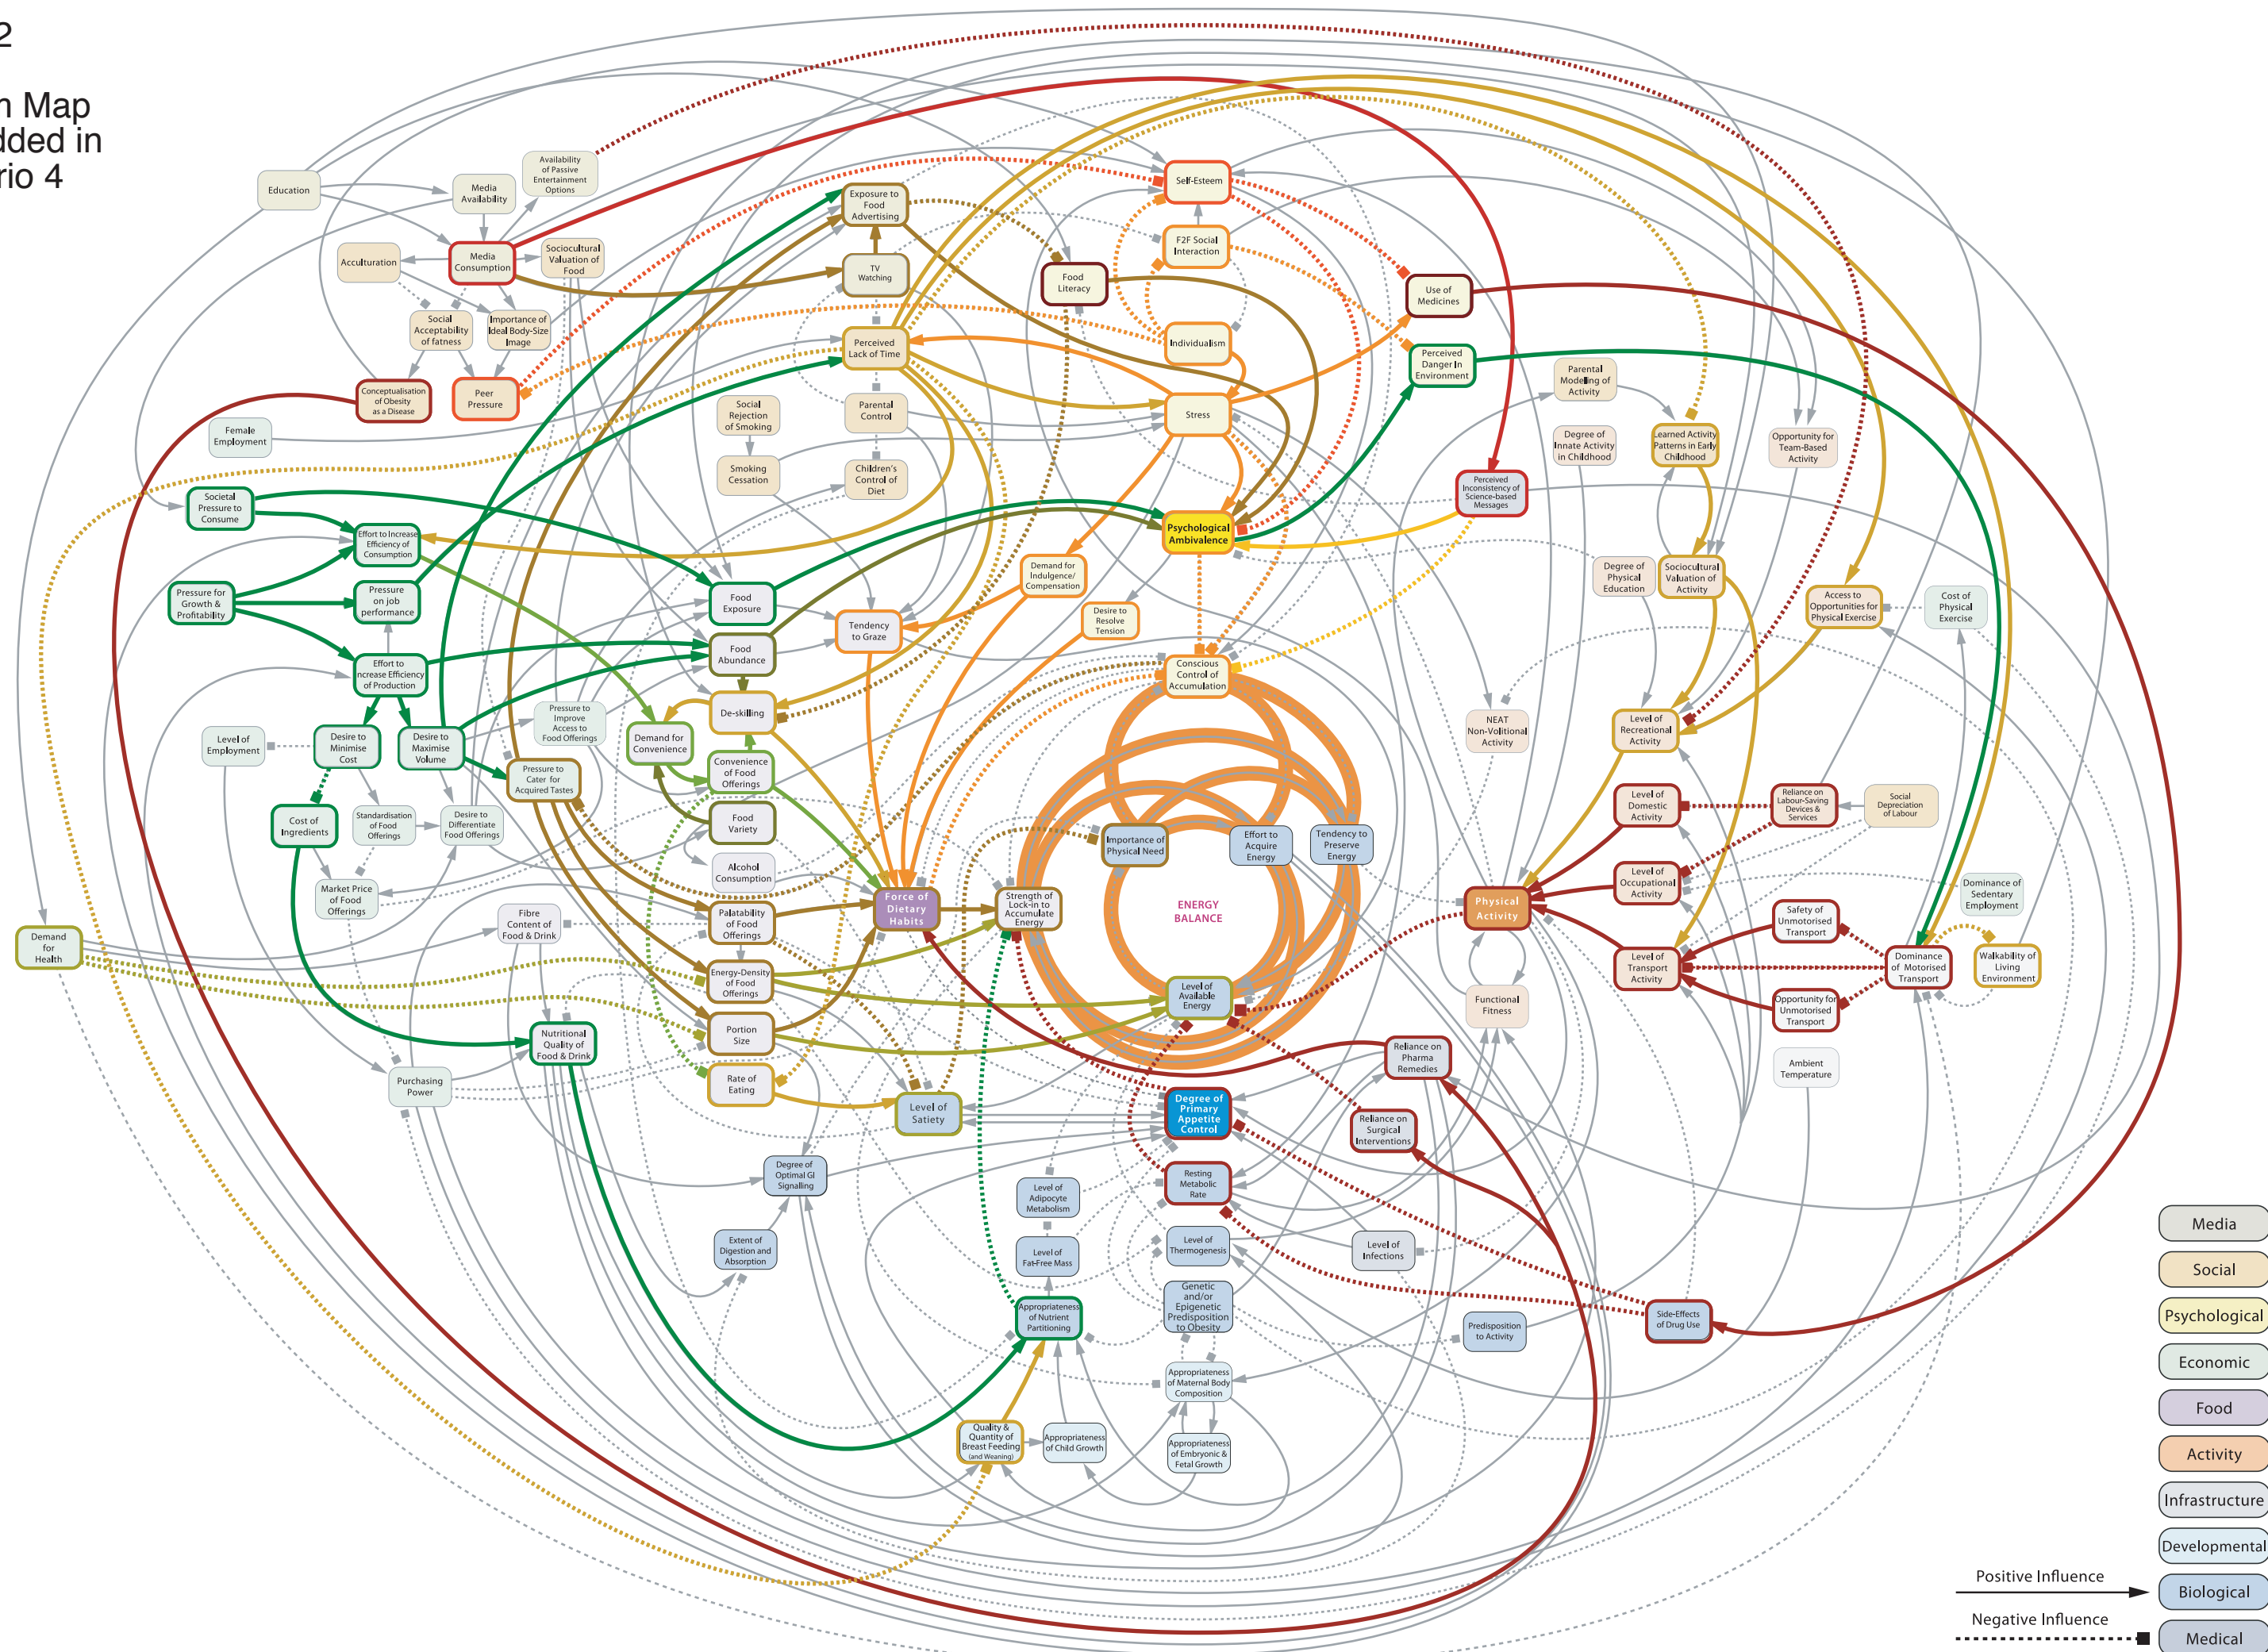 2
n Map
dded in
rio 4
Education
Media
Availability
Availability
of Passive
Entertainment
Options
Acculturation
Media
Consumption
Sociocultural
Valuation of
Food
Social
Acceptability
of fatness
Importance of
Ideal Body-Size
Image
Conceptualisation
of Obesity
as a Disease
Peer
Pressure
Female
Employment
Exposure to
Food
Advertising
TV
Watching
Perceived
Lack of Time
Social
Rejection
of Smoking
Parental
Control
Smoking
Cessation
Children's
Control of
Diet
Food
Literacy
Self-Esteem
F2F Social
Interaction
Individualism
Stress
Psychological
Ambivalence
Use of
Medicines
Perceived
Danger In
Environment
Perceived
Inconsistency of
Science-based
Messages
Parental
Modelling of
Activity
Degree of
Innate Activity
in Childhood
Learned Activity
Patterns in Early
Childhood
Opportunity for
Team-Based
Activity
Degree of
Physical
Education
Sociocultural
Valuation of
Activity
Access to
Opportunities for
Physical Exercise
Cost of
Physical
Exercise
Societal
Pressure to
Consume
Effort to Increase
Efficiency of
Consumption
Pressure for
Growth &
Profitability
Pressure
on job
performance
Effort to
Increase Efficiency
of Production
Level of
Employment
Desire to
Minimise
Cost
Desire to
Maximise
Volume
Pressure to
Improve
Access to
Food Offerings
Pressure to
Cater for
Acquired Tastes
Cost of
Ingredients
Standardisation
of Food
Offerings
Desire to
Differentiate
Food Offerings
Market Price
of Food
Offerings
Demand
for
Health
Food
Exposure
Food
Abundance
De-skilling
Demand for
Convenience
Convenience
of Food
Offerings
Food
Variety
Alcohol
Consumption
Tendency
to Graze
Demand for
Indulgence/
Compensation
Desire to
Resolve
Tension
Conscious
Control of
Accumulation
Importance of
Physical Need
Effort to
Acquire
Energy
Tendency to
Preserve
Energy
ENERGY
BALANCE
Force of
Dietary
Habits
Strength of
Lock-in to
Accumulate
Energy
Level of
Available
Energy
Fibre
Content of
Food & Drink
Palatability
of Food
Offerings
Energy-Density
of Food
Offerings
Portion
Size
Rate of
Eating
Nutritional
Quality of
Food & Drink
Purchasing
Power
Level of
Satiety
NEAT
Non-Volitional
Activity
Level of
Recreational
Activity
Level of
Domestic
Activity
Reliance on
Labour-Saving
Devices &
Services
Social
Depreciation
of Labour
Level of
Occupational
Activity
Physical
Activity
Dominance of
Sedentary
Employment
Safety of
Unmotorised
Transport
Level of
Transport
Activity
Dominance
of Motorised
Transport
Walkability of
Living
Environment
Opportunity for
Unmotorised
Transport
Functional
Fitness
Ambient
Temperature
Reliance on
Pharma
Remedies
Degree of
Primary
Appetite
Control
Reliance on
Surgical
Interventions
Degree of
Optimal GI
Signalling
Level of
Adipocyte
Metabolism
Resting
Metabolic
Rate
Extent of
Digestion and
Absorption
Level of
Fat-Free Mass
Level of
Thermogenesis
Level of
Infections
Genetic
and/or
Epigenetic
Predisposition
to Obesity
Appropriateness
of Nutrient
Partitioning
Predisposition
to Activity
Side-Effects
of Drug Use
Appropriateness
of Maternal Body
Composition
Quality &
Quantity of
Breast Feeding
(and Weaning)
Appropriateness
of Child Growth
Appropriateness
of Embryonic &
Fetal Growth
Media
Social
Psychological
Economic
Food
Activity
Infrastructure
Developmental
Biological
Medical
Positive Influence
Negative Influence